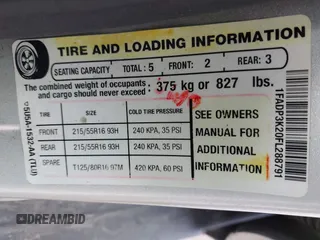 TIRE AND LOADING INFORMATION
SEATING CAPACITY TOTAL: 5 FRONT: 2 REAR: 3
The combined weight of occupants
and cargo should never exceed: 375 kg or 827 lbs.
TIRE SIZE COLD TIRE PRESSURE
FRONT 215/55R16 93H 240 KPA, 35 PSI
REAR 215/55R16 93H 240 KPA, 35 PSI
SPARE T125/80R16 97M 420 KPA, 60 PSI
SEE OWNERS
MANUAL FOR
ADDITIONAL
INFORMATION
1FADP3K20FL288791
DREAMBID